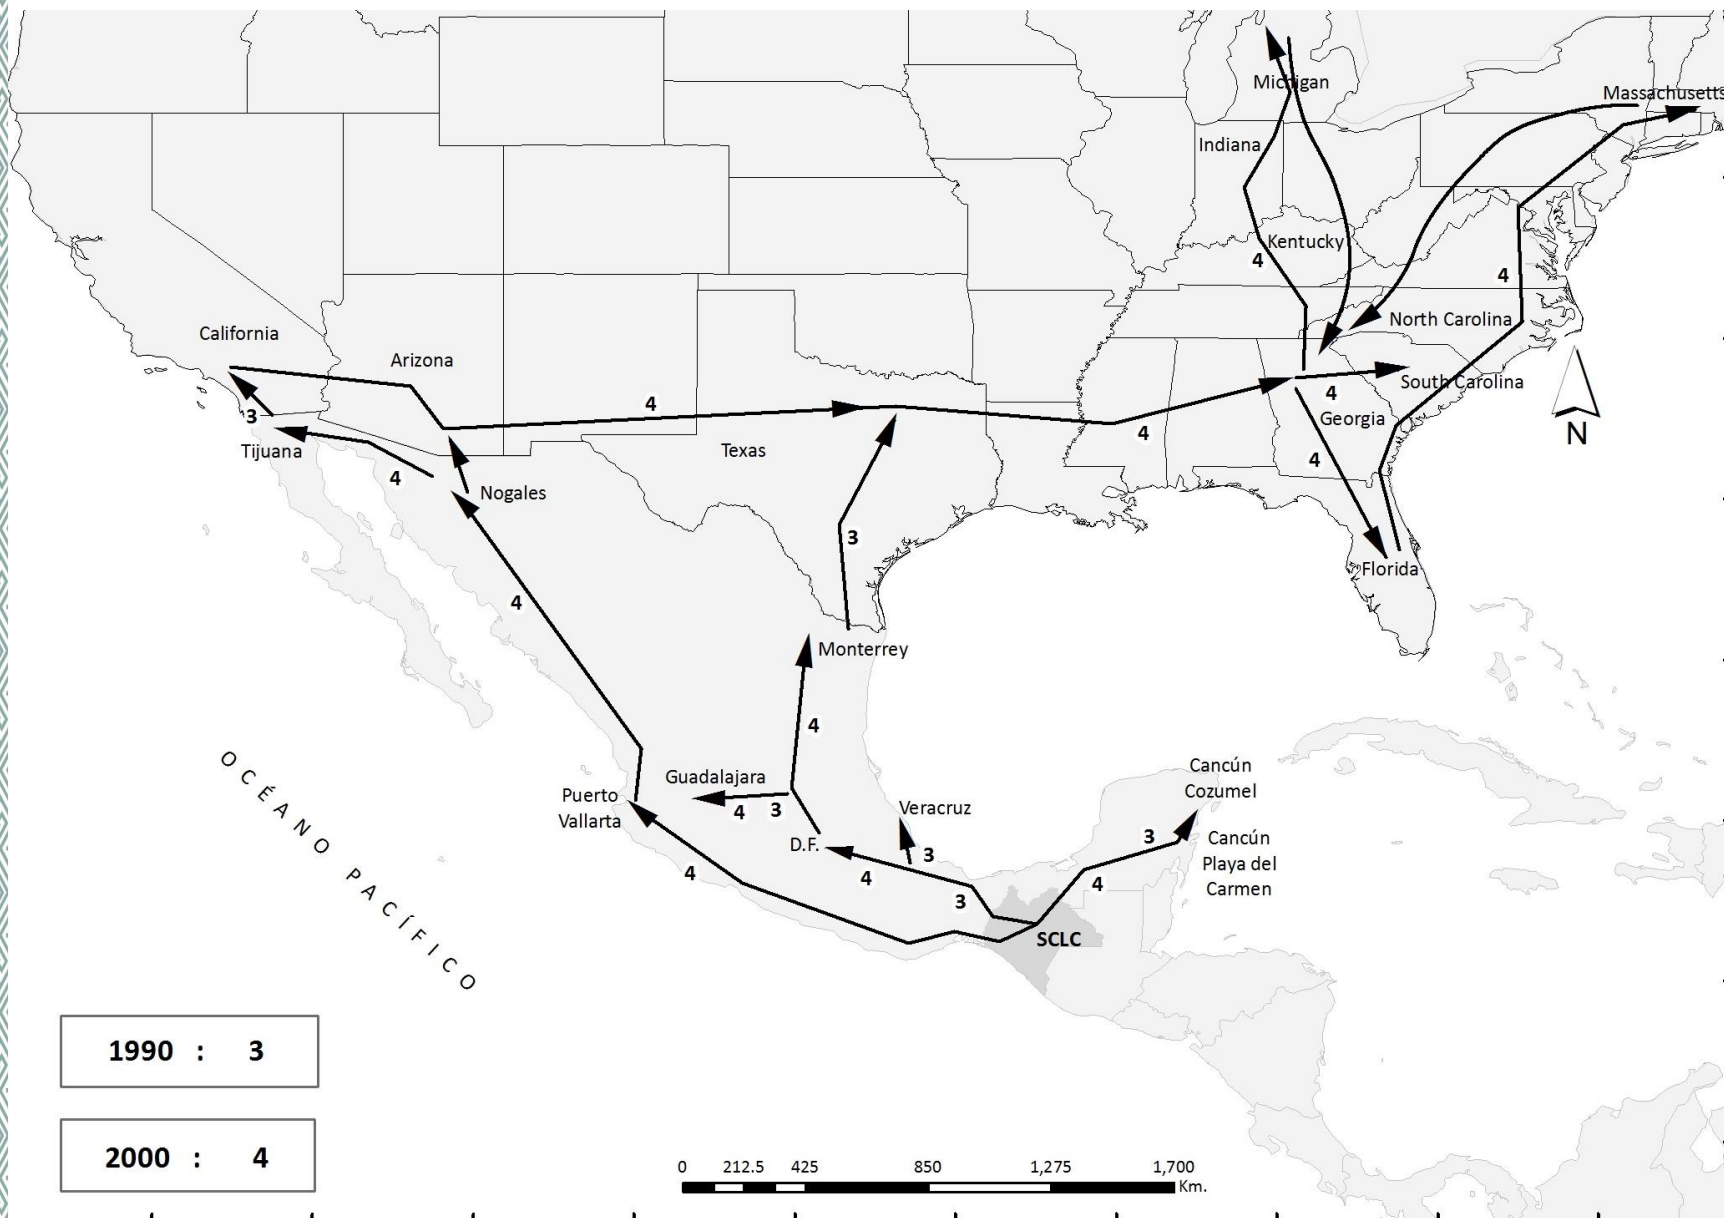 Michigan
Massachusetts
Indiana
Kentucky
4
4
North Carolina
California
Arizona
South Carolina
4
4
3
Georgia
4
N
Tijuana
Texas
4
4
Nogales
3
Florida
4
Monterrey
4
OCÉANO PACÍFICO
Cancún
Cozumel
Guadalajara
Puerto
Vallarta
4 3
Veracruz
D.F.
3
3
Cancún
Playa del
Carmen
4
4
4
3
SCLC
1990 : 3
2000 : 4
0 212.5 425 850 1,275 1,700
Km.